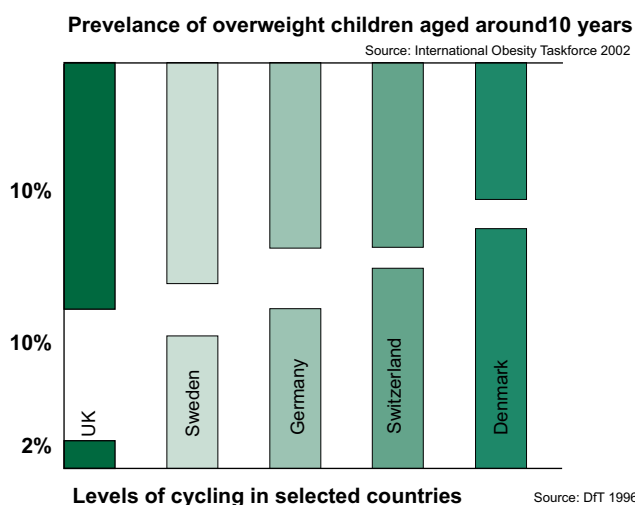 Prevelance of overweight children aged around10 years
Source: International Obesity Taskforce 2002
10%
10%
2%
UK
Sweden
Germany
Switzerland
Denmark
Levels of cycling in selected countries
Source: DfT 1996